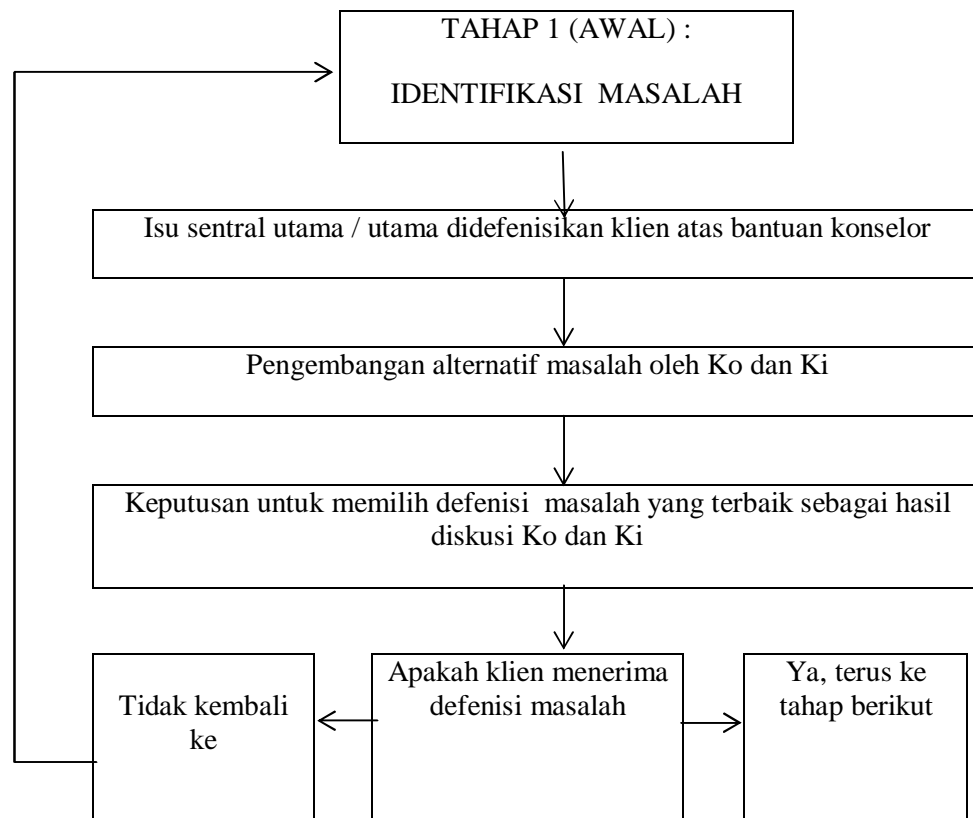 TAHAP 1 (AWAL) :
IDENTIFIKASI MASALAH
Isu sentral utama / utama didefenisikan klien atas bantuan konselor
Pengembangan alternatif masalah oleh Ko dan Ki
Keputusan untuk memilih defenisi masalah yang terbaik sebagai hasil
diskusi Ko dan Ki
Tidak kembali
ke
Apakah klien menerima
defenisi masalah
Ya, terus ke
tahap berikut